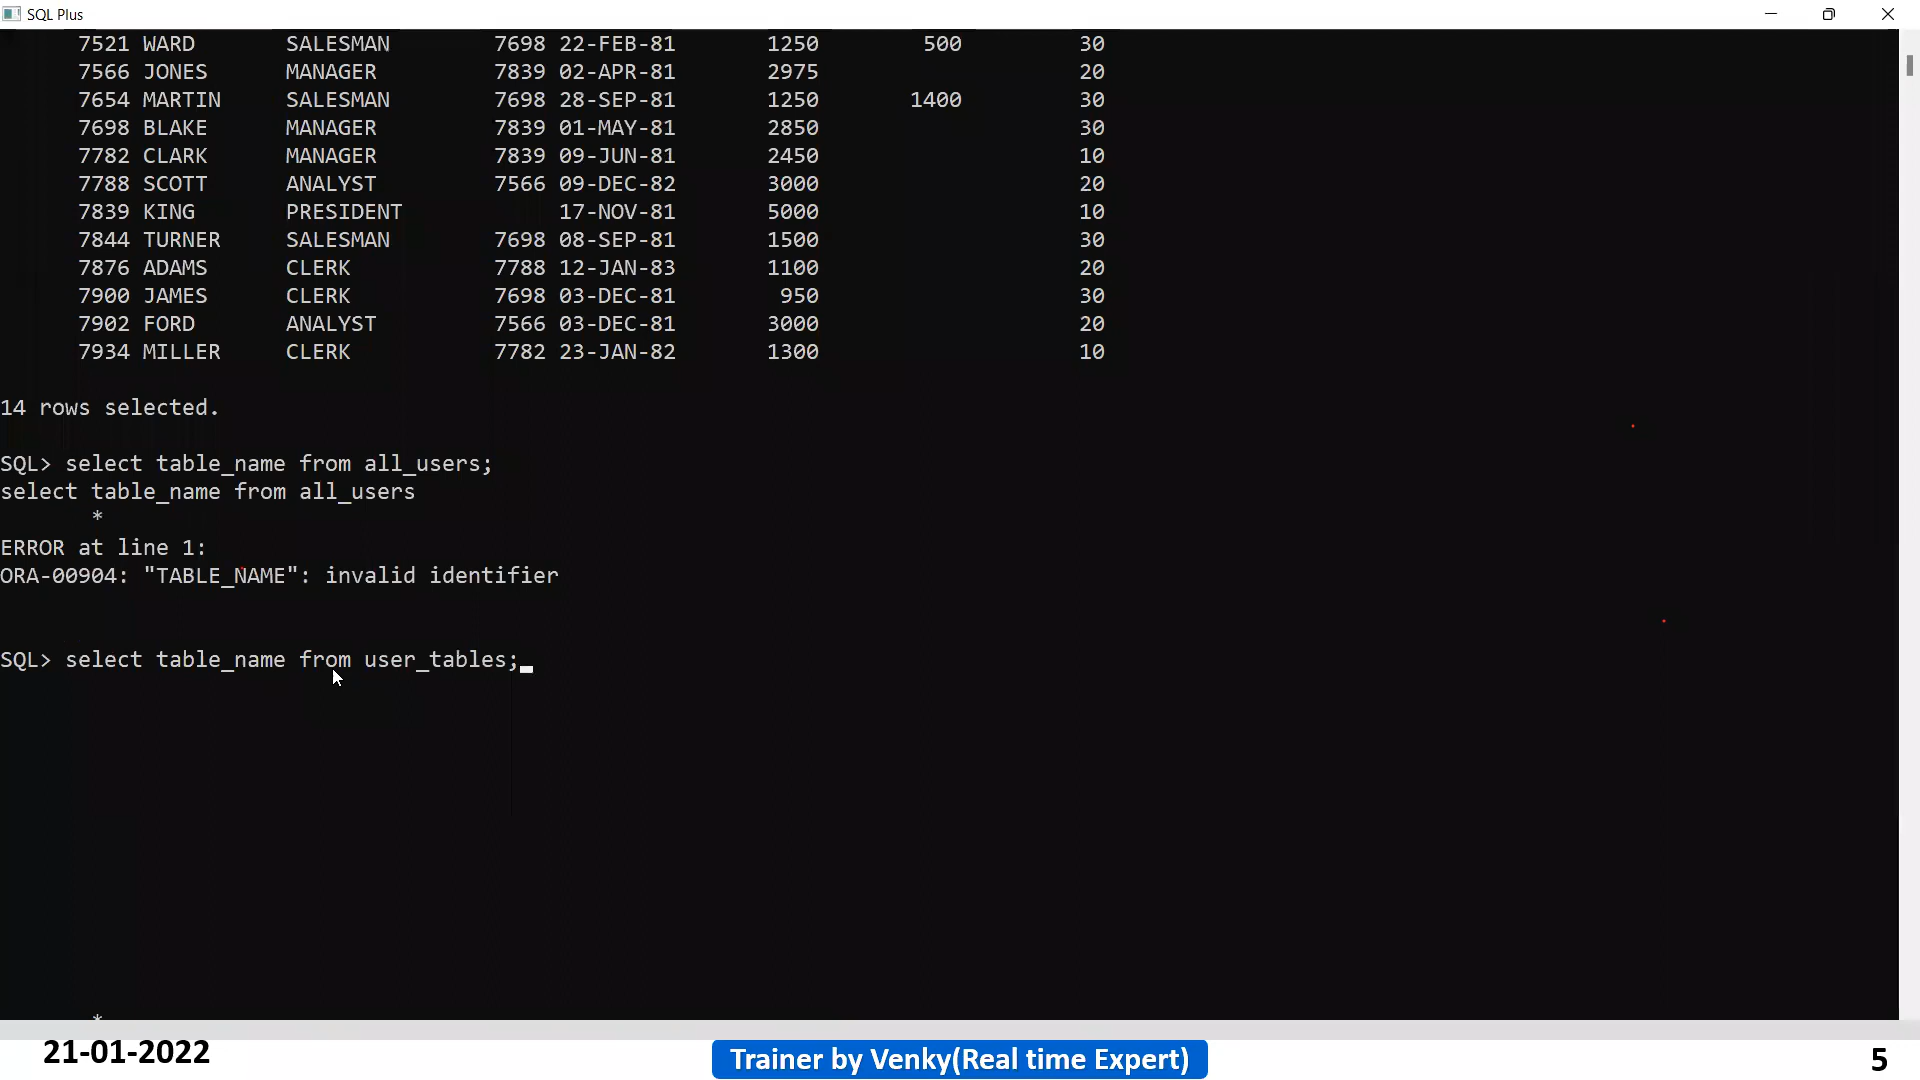 SQL Plus
7521 WARD SALESMAN 7698 22-FEB-81 1250 500 30
7566 JONES MANAGER 7839 02-APR-81 2975 20
7654 MARTIN SALESMAN 7698 28-SEP-81 1250 1400 30
7698 BLAKE MANAGER 7839 01-MAY-81 2850 30
7782 CLARK MANAGER 7839 09-JUN-81 2450 10
7788 SCOTT ANALYST 7566 09-DEC-82 3000 20
7839 KING PRESIDENT 17-NOV-81 5000 10
7844 TURNER SALESMAN 7698 08-SEP-81 1500 30
7876 ADAMS CLERK 7788 12-JAN-83 1100 20
7900 JAMES CLERK 7698 03-DEC-81 950 30
7902 FORD ANALYST 7566 03-DEC-81 3000 20
7934 MILLER CLERK 7782 23-JAN-82 1300 10
14 rows selected.
SQL> select table_name from all_users;
select table_name from all_users
*
ERROR at line 1:
ORA-00904: "TABLE_NAME": invalid identifier
SQL> select table_name from user_tables;
*
21-01-2022
Trainer by Venky(Real time Expert)
5